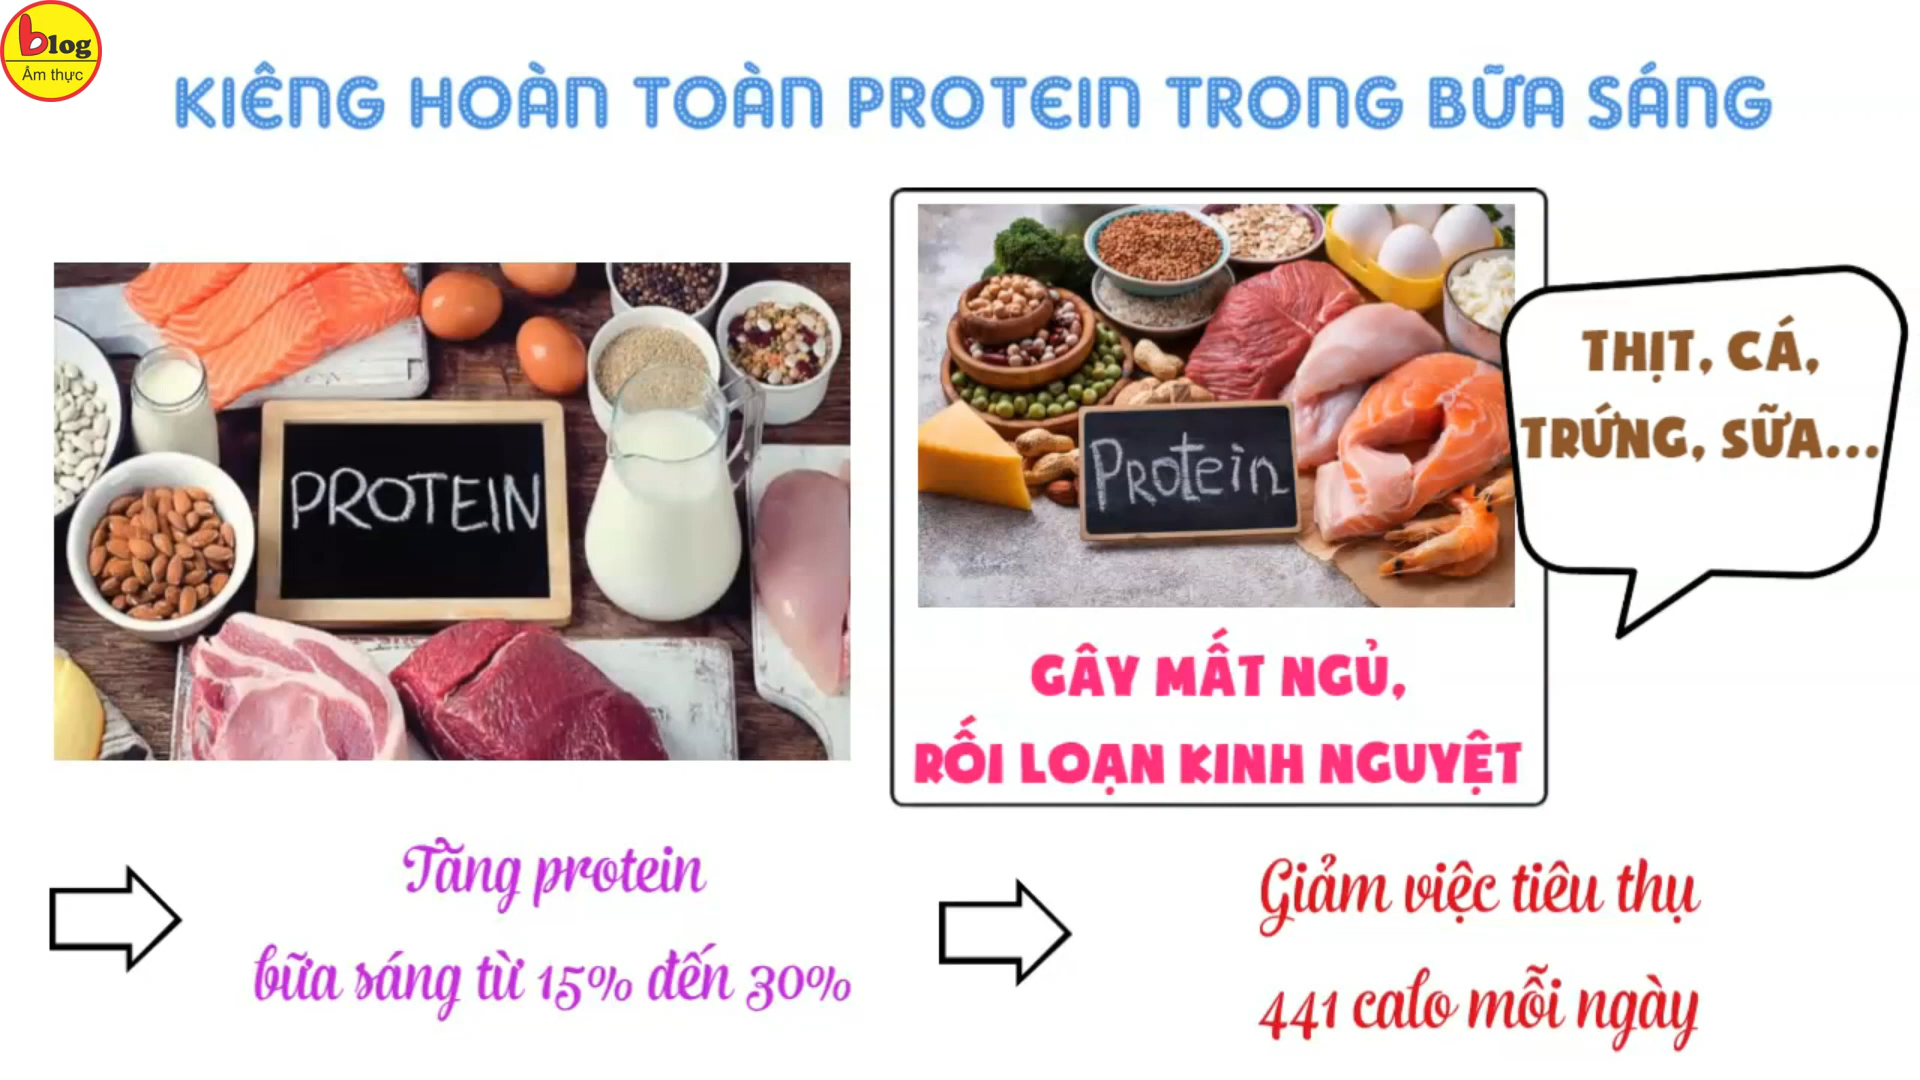 blog
Ẩm thực
KIÊNG HOÀN TOÀN PROTEIN TRONG BỮA SÁNG
PROTEIN
Protein
THỊT, CÁ,
TRỨNG, SỮA...
GÂY MẤT NGỦ,
RỐI LOẠN KINH NGUYỆT
Tăng protein
bữa sáng từ 15% đến 30%
Giảm việc tiêu thụ
441 calo mỗi ngày